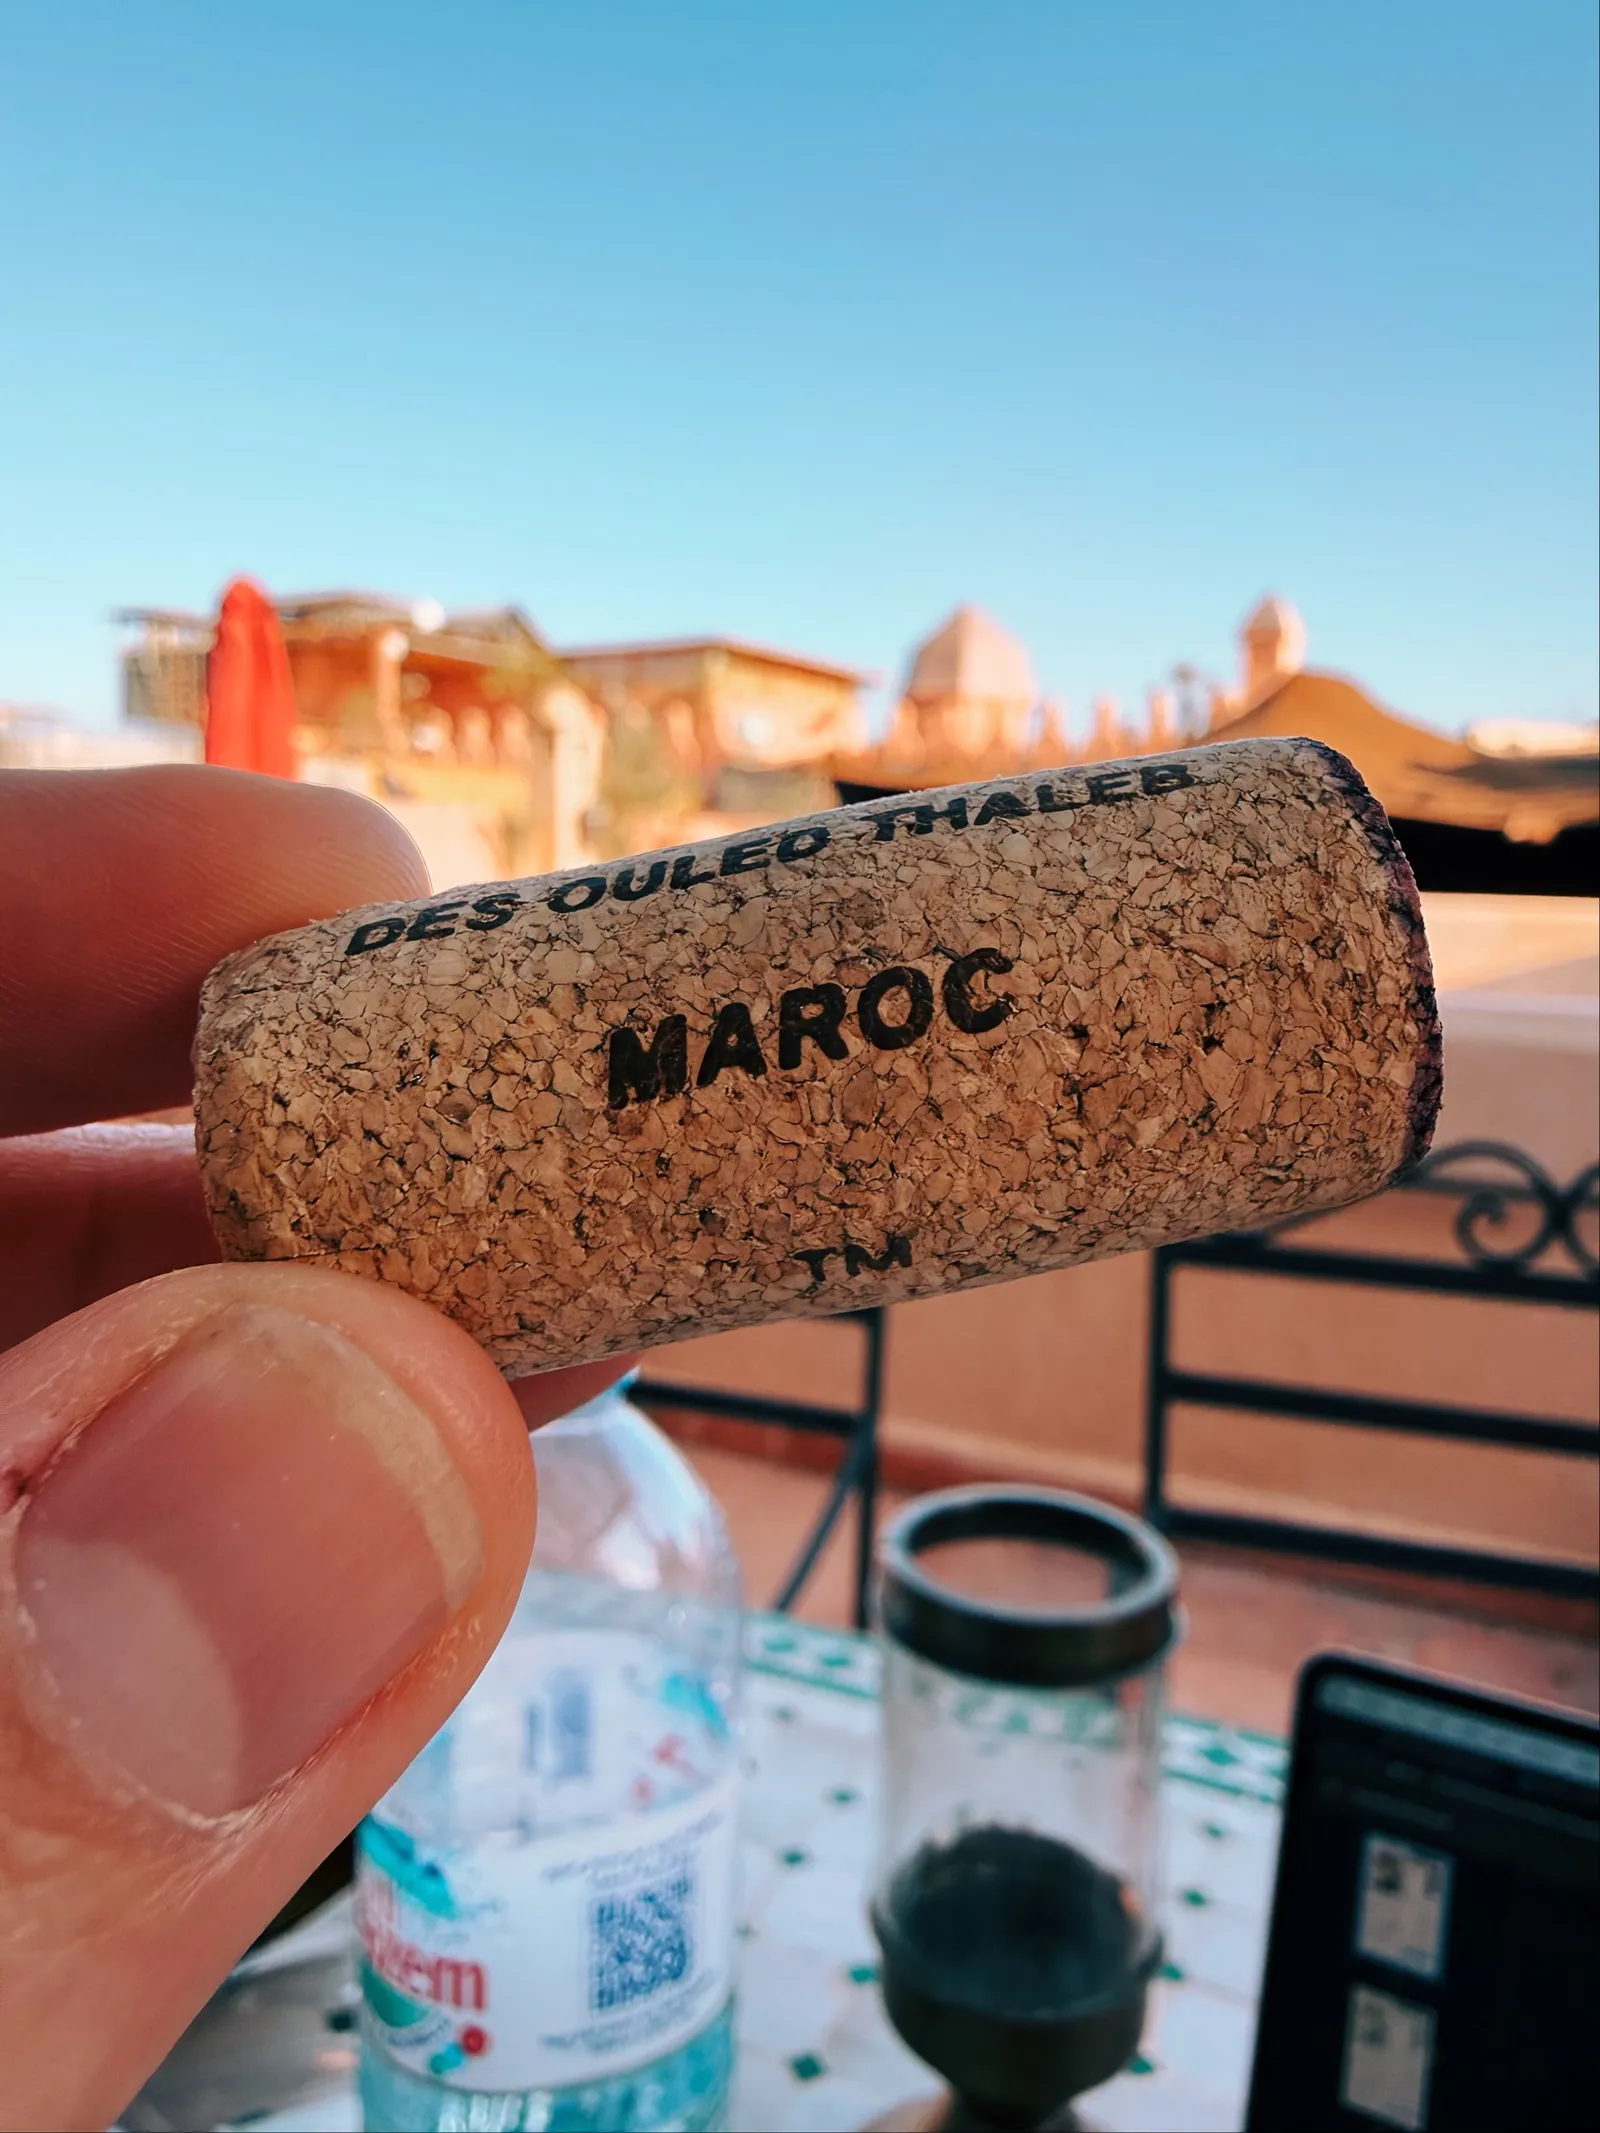 DES OULED THALEB
MAROC
TM